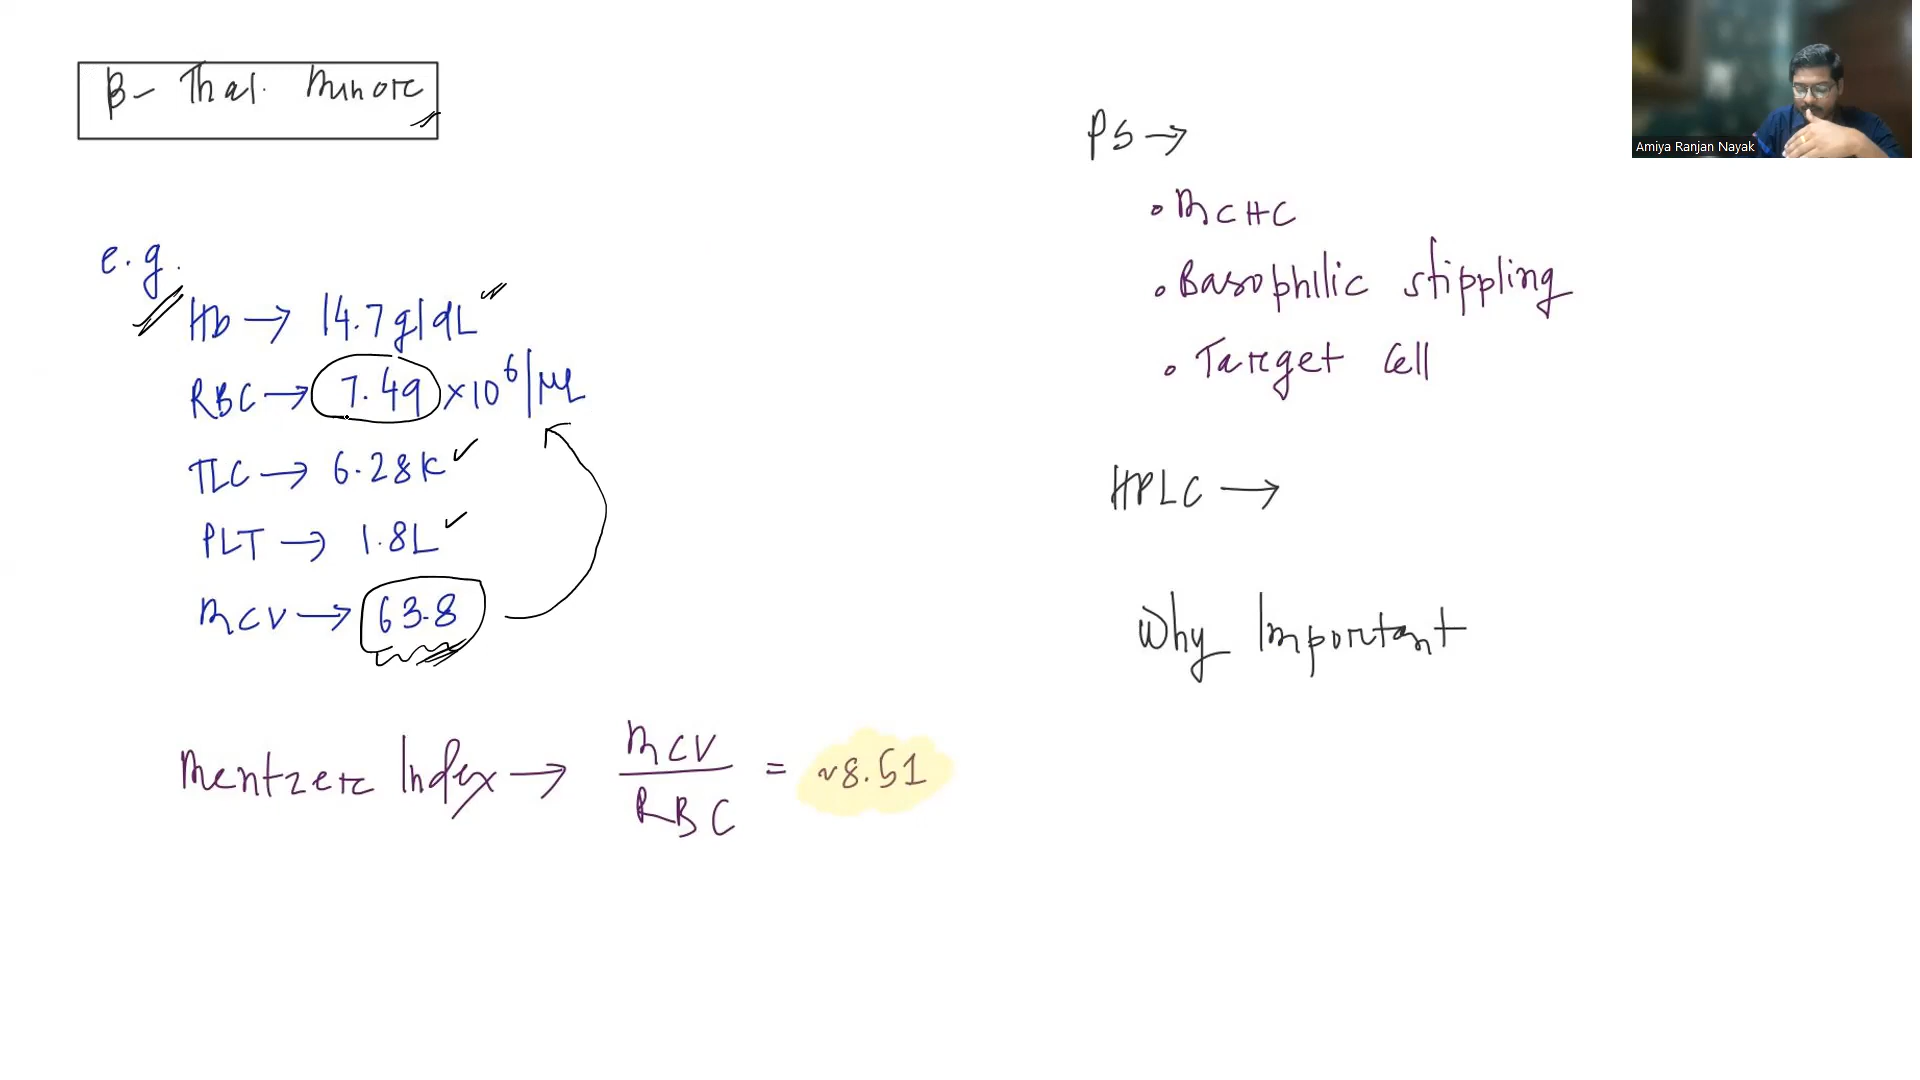 β- Thal. Minor
e.g.
Hb → 14.7 g/dL ✓
RBC → 7.49 ×10⁶/µL
TLC → 6.28K ✓
PLT → 1.8L ✓
MCV → 63.8
Mentzer Index → MCV / RBC = ~8.51
PS →
• MCHC
• Basophilic stippling
• Target Cell
HPLC →
Why Important
Amiya Ranjan Nayak